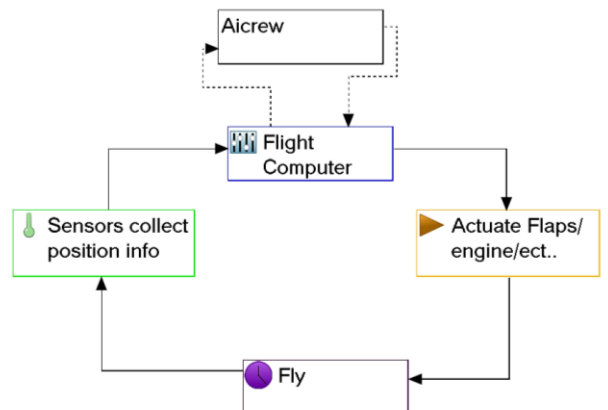 Aicrew
Flight
Computer
Sensors collect
position info
Actuate Flaps/
engine/ect..
Fly